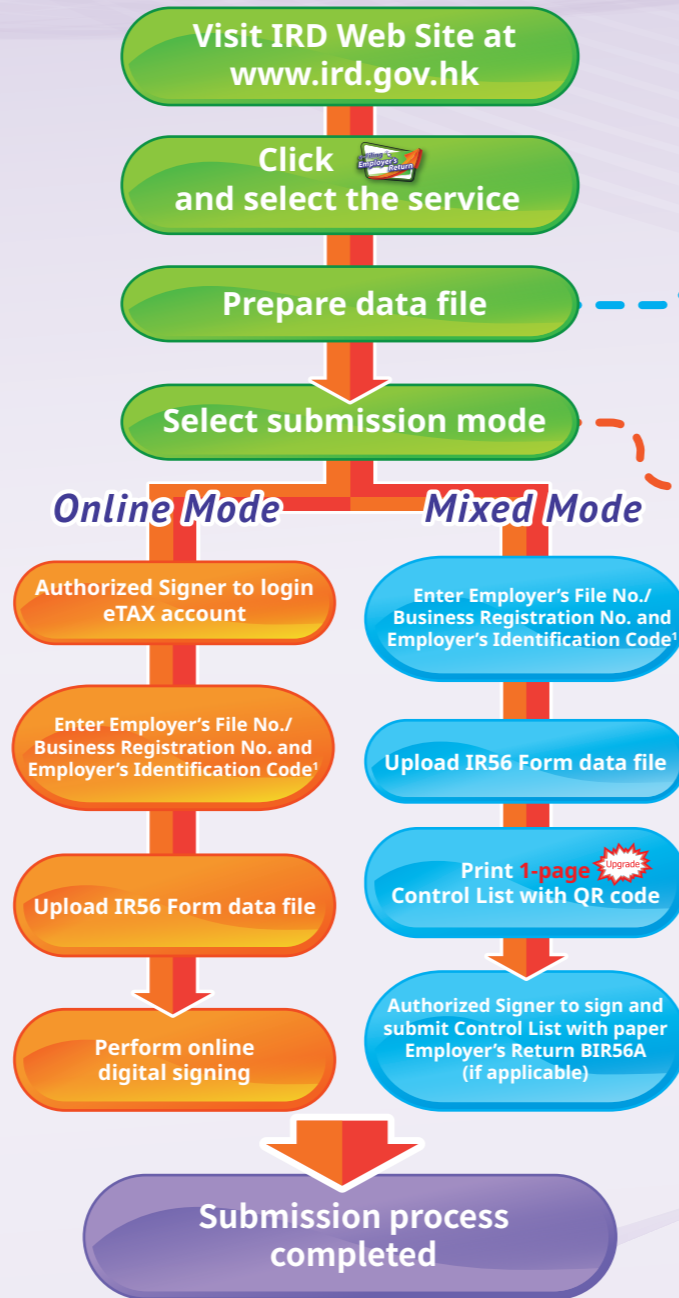 Visit IRD Web Site at
www.ird.gov.hk
Click
Employer's
Return
and select the service
Prepare data file
Select submission mode
Online Mode
Authorized Signer to login
eTAX account
Enter Employer's File No./
Business Registration No. and
Employer's Identification Code¹
Upload IR56 Form data file
Perform online
digital signing
Mixed Mode
Enter Employer's File No./
Business Registration No. and
Employer's Identification Code¹
Upload IR56 Form data file
Print 1-page Upgrade
Control List with QR code
Authorized Signer to sign and
submit Control List with paper
Employer's Return BIR56A
(if applicable)
Submission process
completed